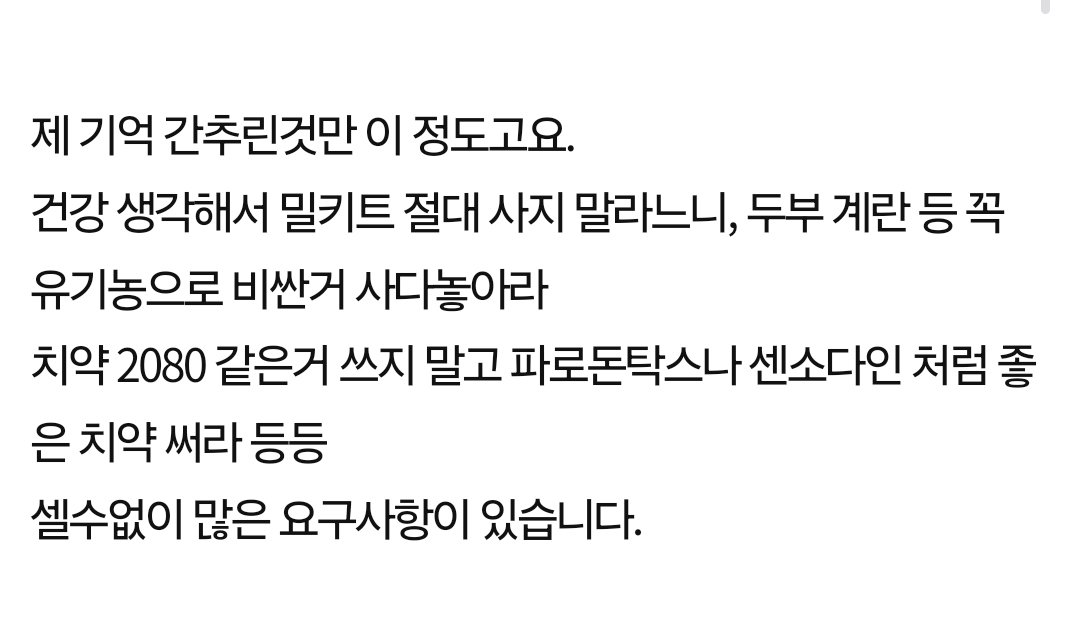 제 기억 간추린것만 이 정도고요.
건강 생각해서 밀키트 절대 사지 말라느니, 두부 계란 등 꼭
유기농으로 비싼거 사다놓아라
치약 2080 같은거 쓰지 말고 파로돈탁스나 센소다인 처럼 좋
은 치약 써라 등등
셀수없이 많은 요구사항이 있습니다.